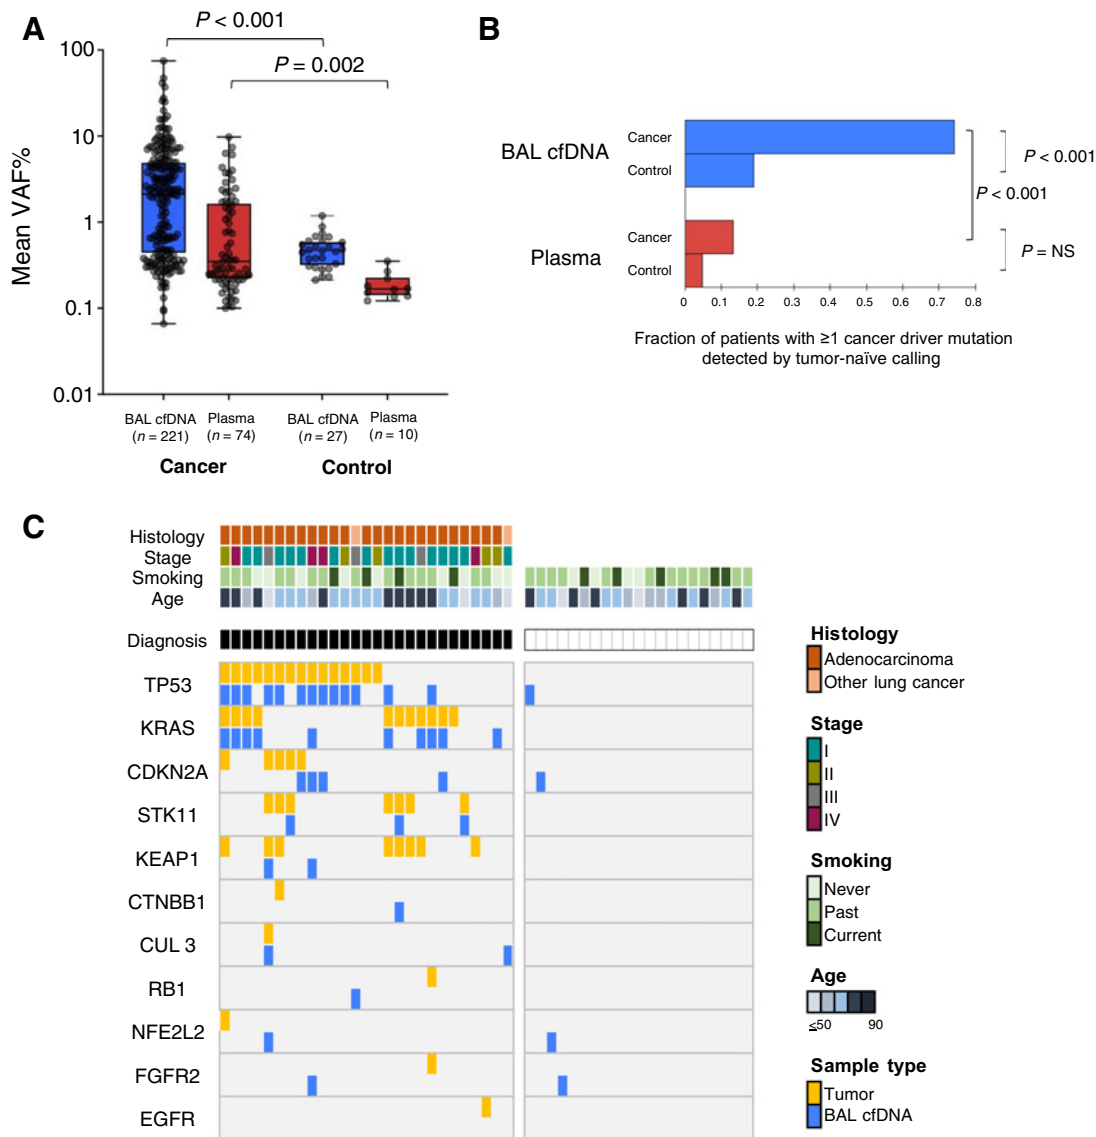 A
P < 0.001
P = 0.002
100
10
1
0.1
0.01
Mean VAF%
BAL cfDNA
(n = 221)
Plasma
(n = 74)
BAL cfDNA
(n = 27)
Plasma
(n = 10)
Cancer
Control
B
BAL cfDNA
Cancer
Control
Plasma
Cancer
Control
P < 0.001
P < 0.001
P = NS
0 0.1 0.2 0.3 0.4 0.5 0.6 0.7 0.8
Fraction of patients with ≥1 cancer driver mutation
detected by tumor-naïve calling
C
Histology
Stage
Smoking
Age
Diagnosis
TP53
KRAS
CDKN2A
STK11
KEAP1
CTNBB1
CUL 3
RB1
NFE2L2
FGFR2
EGFR
Histology
Adenocarcinoma
Other lung cancer
Stage
I
II
III
IV
Smoking
Never
Past
Current
Age
≤50 90
Sample type
Tumor
BAL cfDNA